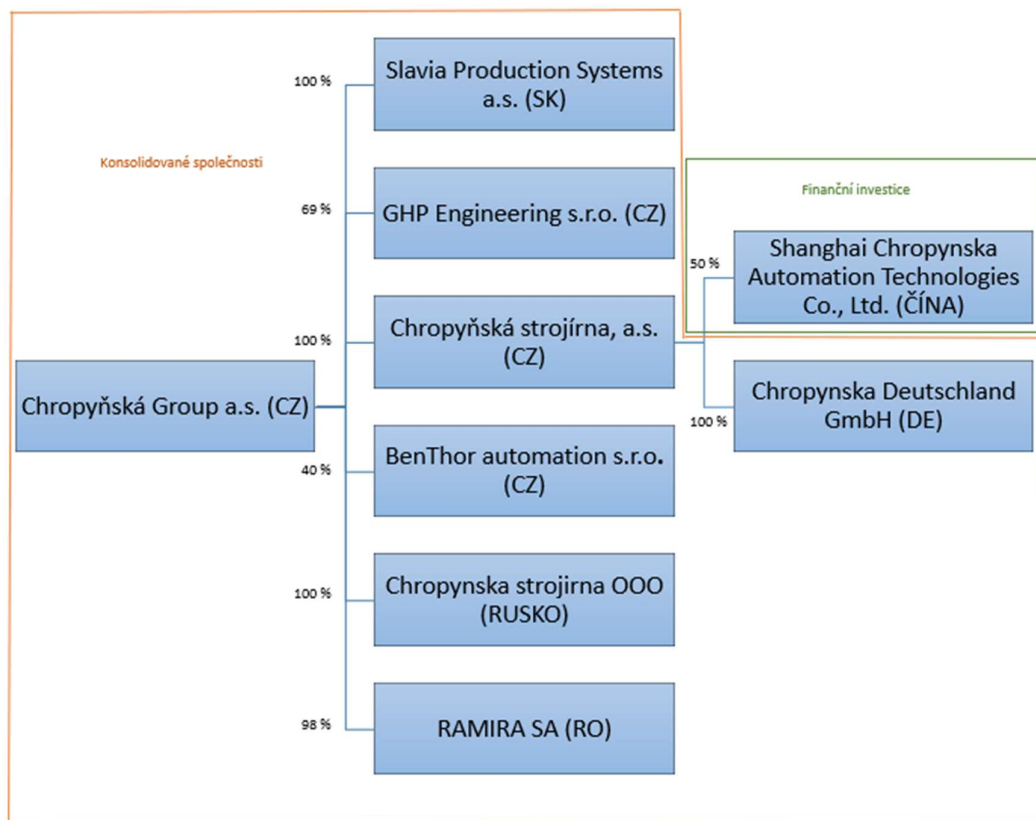 100 %
Slavia Production Systems
a.s. (SK)
Konsolidované společnosti
69 %
GHP Engineering s.r.o. (CZ)
Finanční investice
50 %
Shanghai Chropynska
Automation Technologies
Co., Ltd. (ČÍNA)
100 %
Chropyňská strojírna, a.s.
(CZ)
Chropyňská Group a.s. (CZ)
100 %
Chropynska Deutschland
GmbH (DE)
40 %
BenThor automation s.r.o.
(CZ)
100 %
Chropynska strojirna OOO
(RUSKO)
98 %
RAMIRA SA (RO)